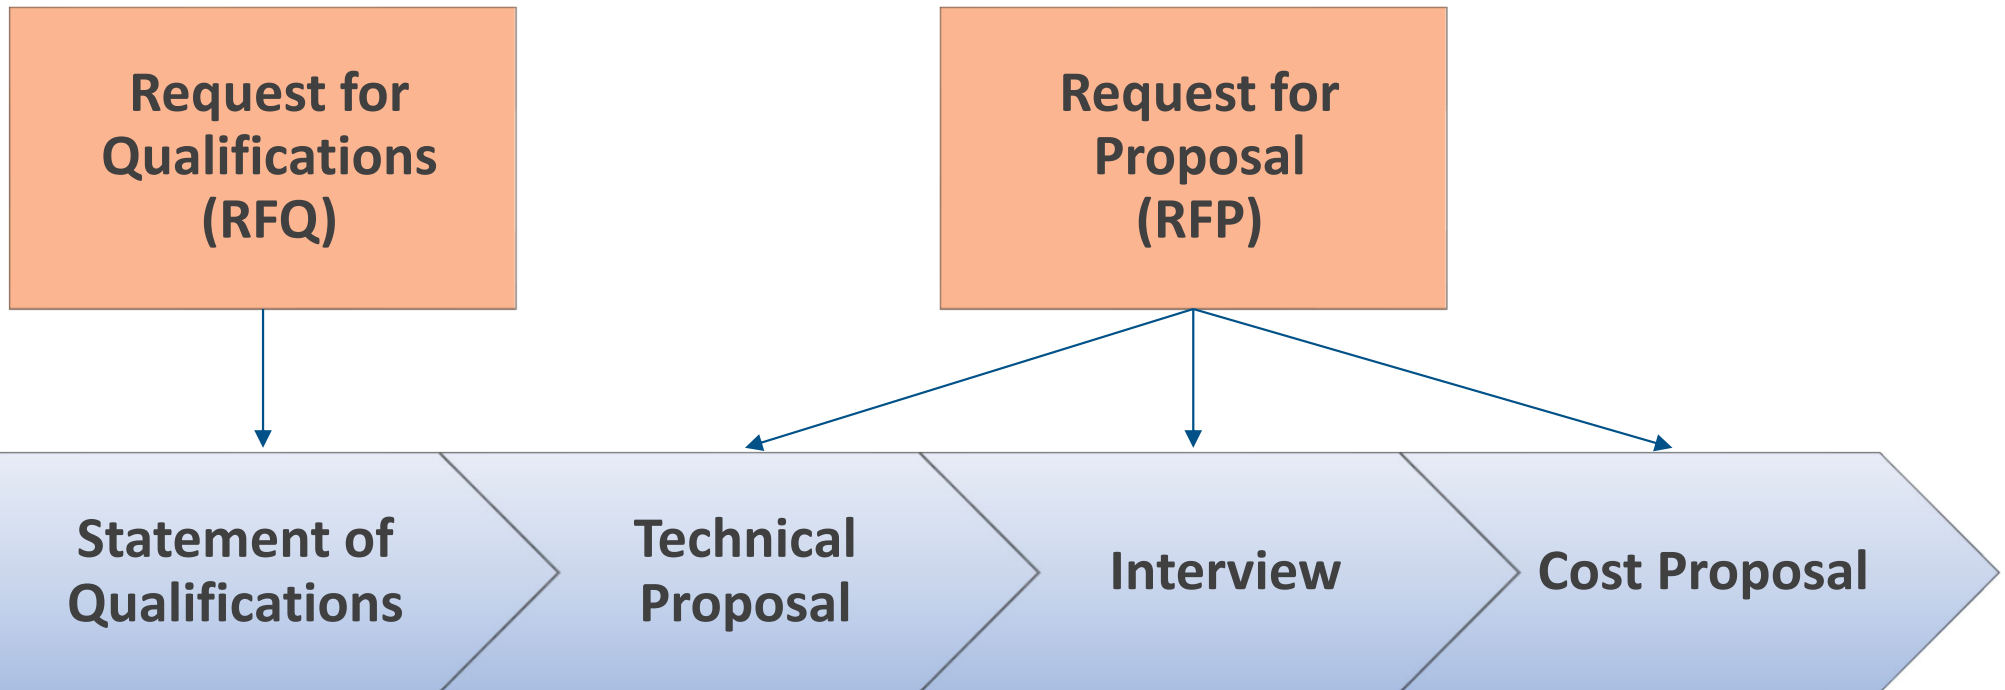 Request for
Qualifications
(RFQ)
Request for
Proposal
(RFP)
Statement of
Qualifications
Technical
Proposal
Interview
Cost Proposal